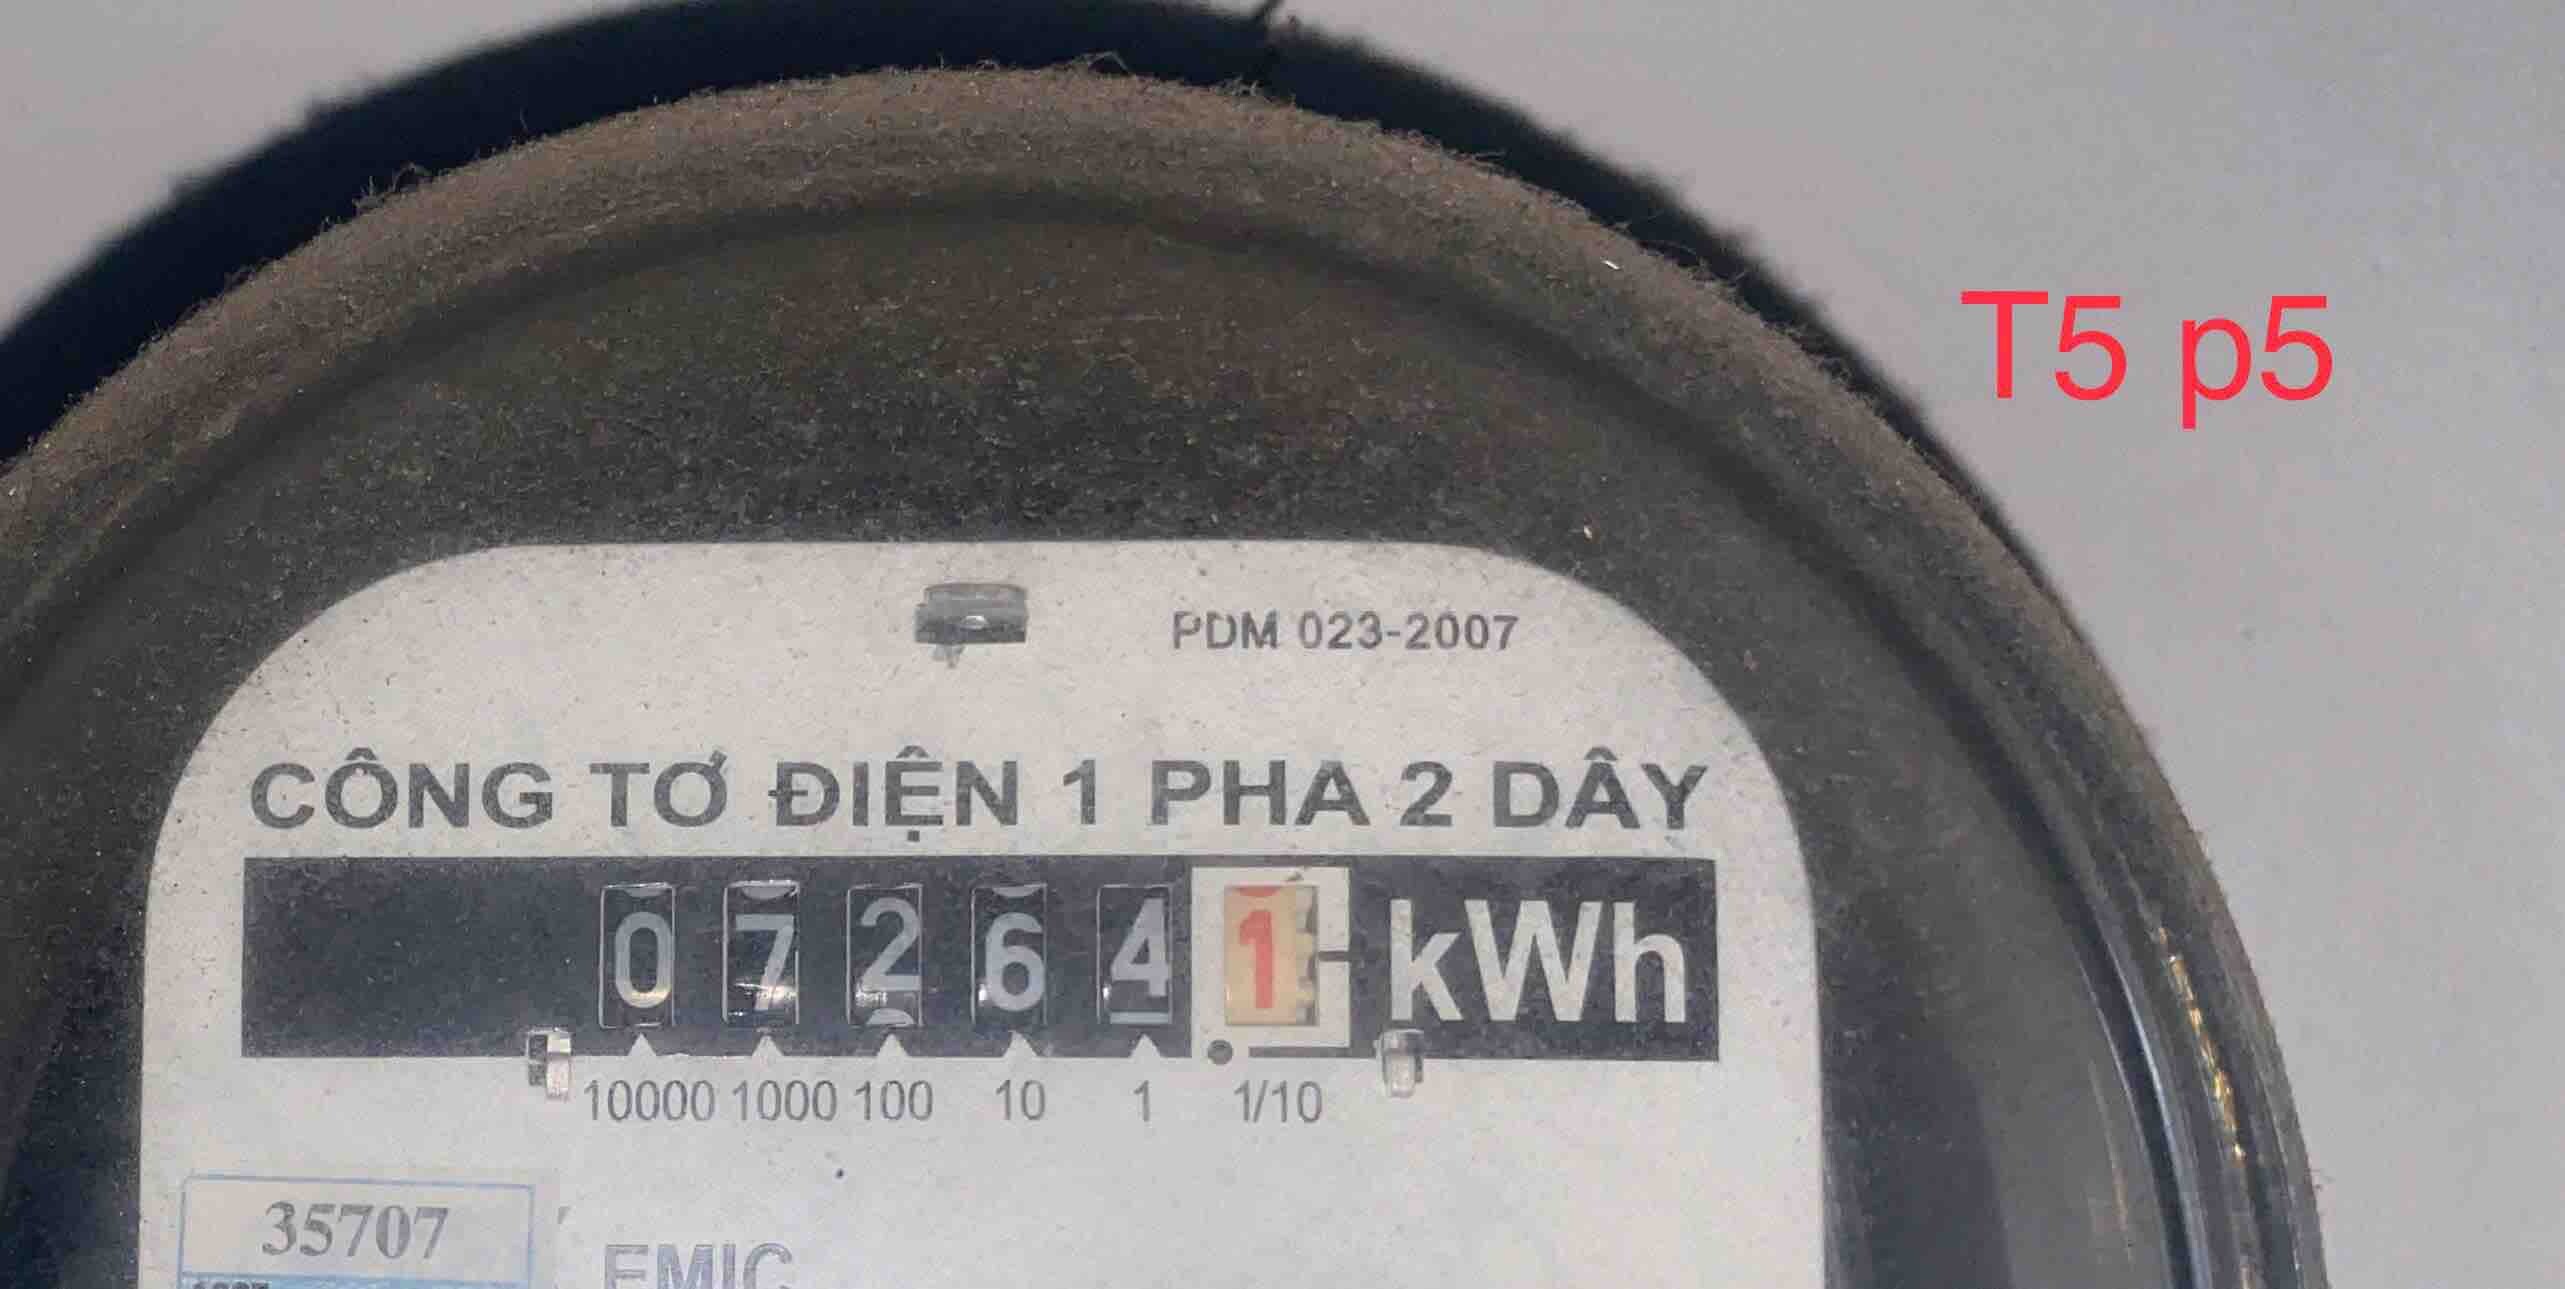 T5 p5
PDM 023-2007
CÔNG TƠ ĐIỆN 1 PHA 2 DÂY
0 7 2 6 4 1 kWh
10000 1000 100 10 1 1/10
35707
EMIC